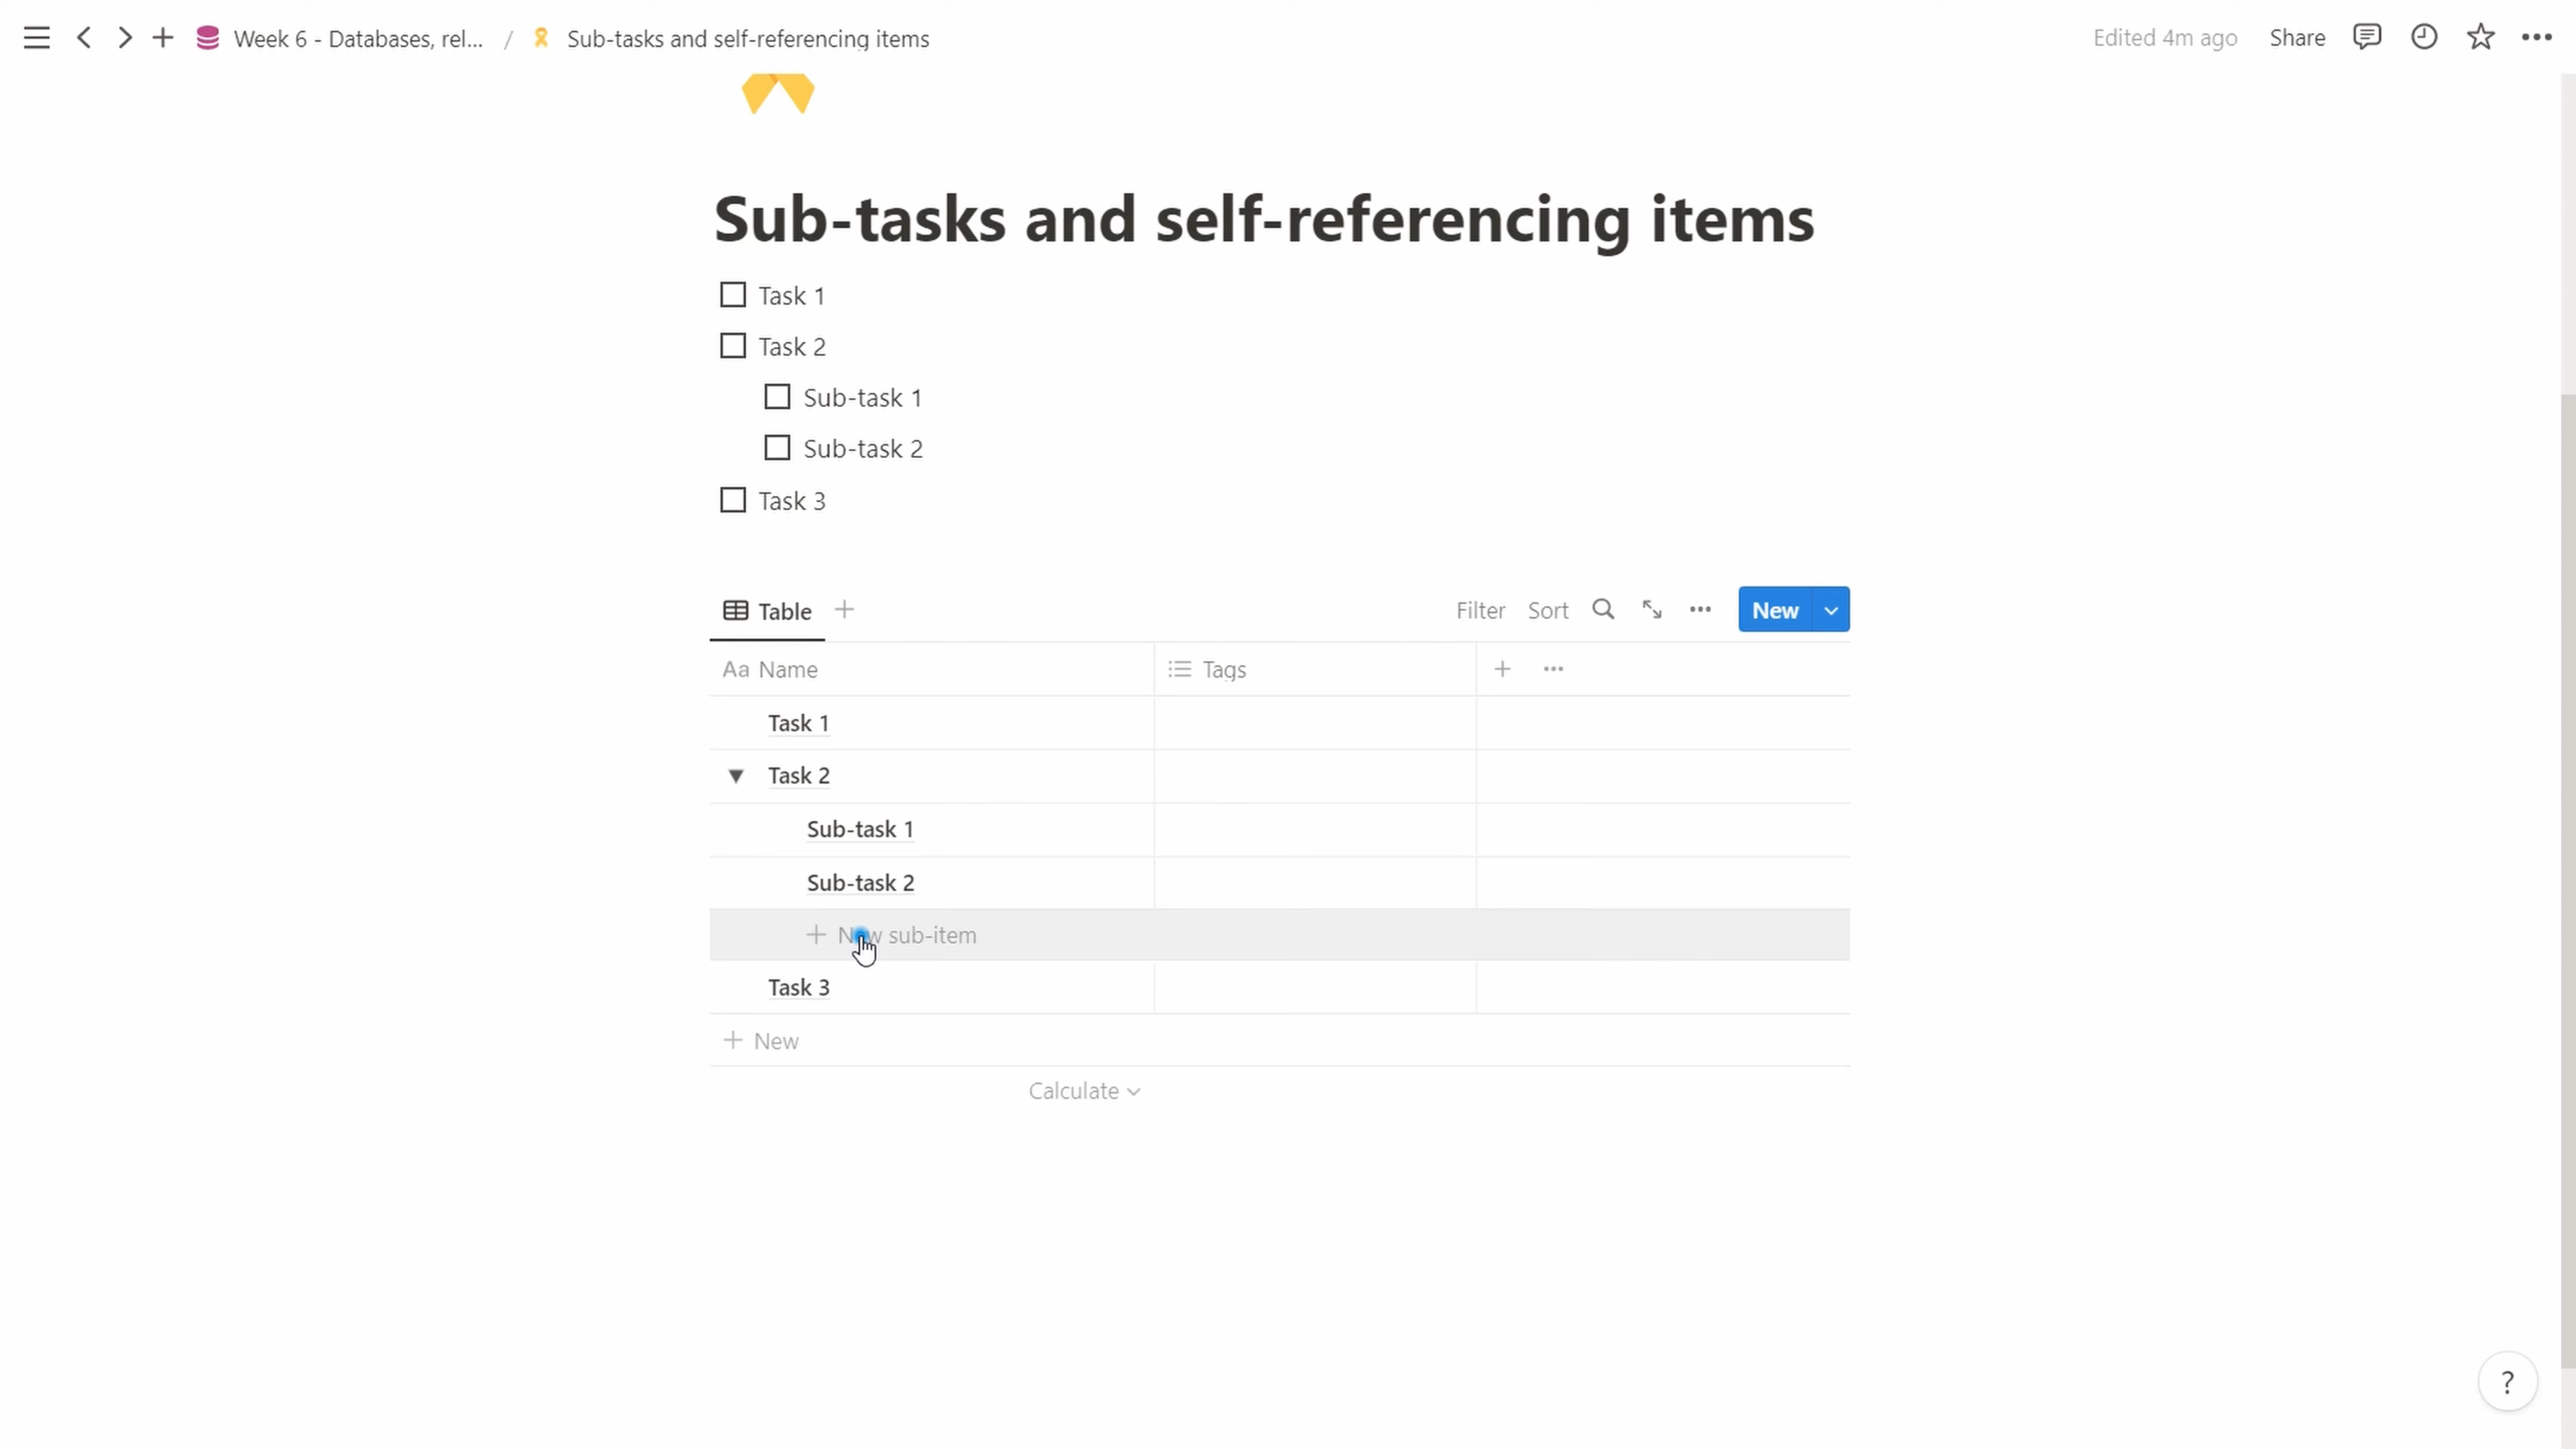 Week 6 - Databases, rel... / Sub-tasks and self-referencing items
Edited 4m ago Share
Sub-tasks and self-referencing items
Task 1
Task 2
Sub-task 1
Sub-task 2
Task 3
Table
Filter Sort New
Aa Name Tags
Task 1
Task 2
Sub-task 1
Sub-task 2
New sub-item
Task 3
New
Calculate
?